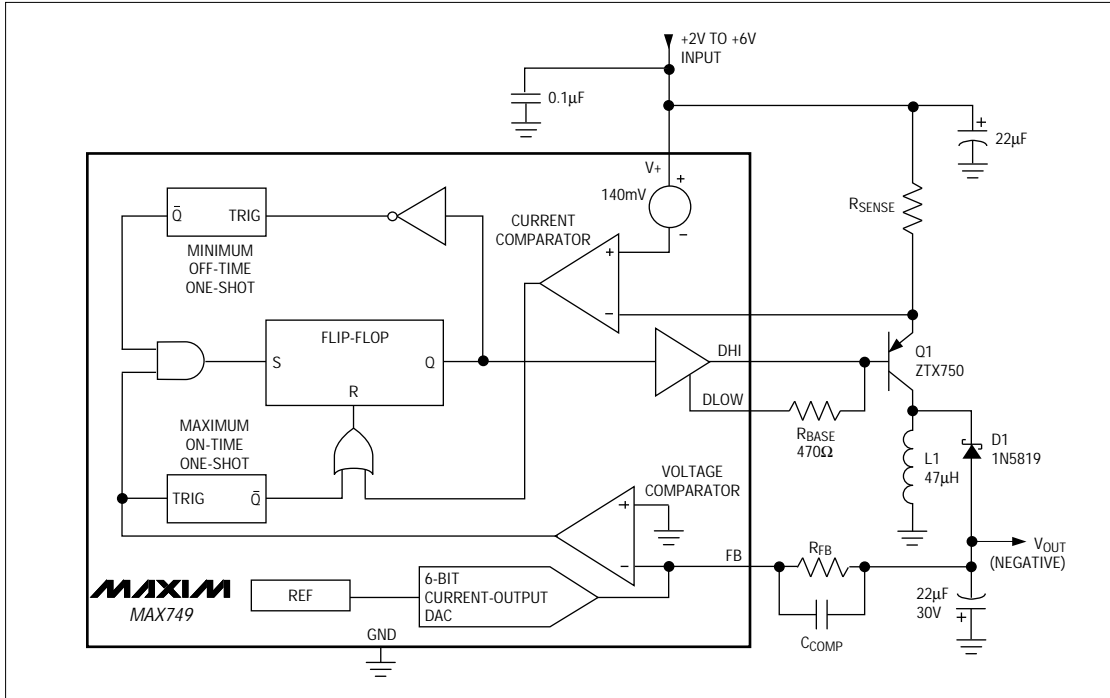 +2V TO +6V
INPUT
0.1µF
22µF
V+
+
140mV
−
RSENSE
Q̄ TRIG
MINIMUM
OFF-TIME
ONE-SHOT
CURRENT
COMPARATOR
+
−
FLIP-FLOP
S
Q
R
DHI
DLOW
Q1
ZTX750
RBASE
470Ω
MAXIMUM
ON-TIME
ONE-SHOT
TRIG Q̄
VOLTAGE
COMPARATOR
+
−
L1
47µH
D1
1N5819
FB
RFB
CCOMP
VOUT
(NEGATIVE)
22µF
30V
+
MAXIM
MAX749
REF
6-BIT
CURRENT-OUTPUT
DAC
GND